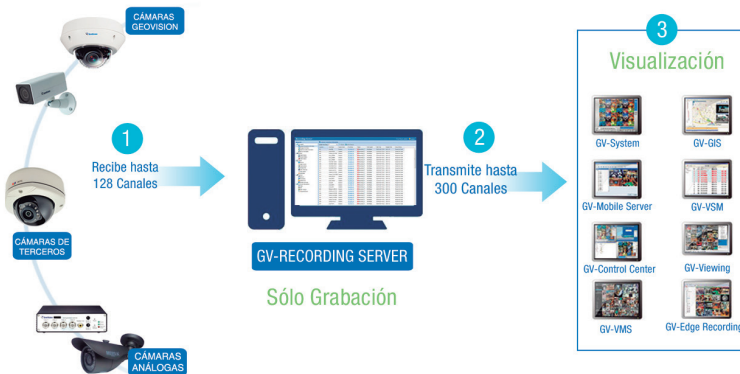 CÁMARAS
GEOVISION
1
Recibe hasta
128 Canales
CÁMARAS DE
TERCEROS
CÁMARAS
ANÁLOGAS
GV-RECORDING SERVER
Sólo Grabación
2
Transmite hasta
300 Canales
3
Visualización
GV-System
GV-GIS
GV-Mobile Server
GV-VSM
GV-Control Center
GV-Viewing
GV-VMS
GV-Edge Recording